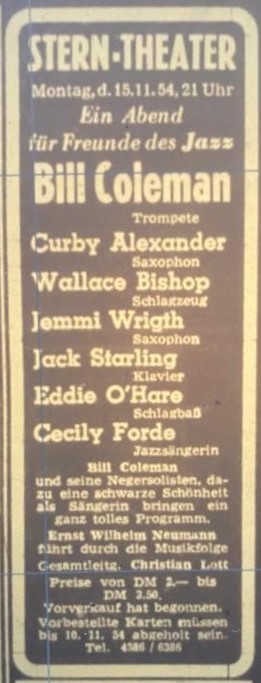 STERN-THEATER
Montag, d. 15.11.54, 21 Uhr
Ein Abend
für Freunde des Jazz
Bill Coleman
Trompete
Curby Alexander
Saxophon
Wallace Bishop
Schlagzeug
Jemmi Wrigth
Saxophon
Jack Starling
Klavier
Eddie O'Hare
Schlagbaß
Cecily Forde
Jazzsängerin
Bill Coleman
und seine Negersolisten, da-
zu eine schwarze Schönheit
als Sängerin bringen ein
ganz tolles Programm.
Ernst Wilhelm Neumann
führt durch die Musikfolge
Gesamtleitg. Christian Lott
Preise von DM 2.— bis
DM 3.50.
Vorverkauf hat begonnen.
Vorbestellte Karten müssen
bis 10. 11. 54 abgeholt sein.
Tel. 4386 / 6386